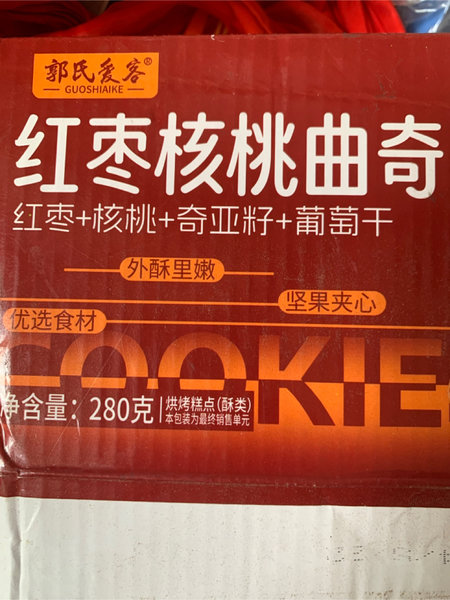 郭氏爱客®
GUOSHIAIKE
红枣核桃曲奇
红枣+核桃+奇亚籽+葡萄干
外酥里嫩
坚果夹心
优选食材
COOKIE
净含量：280克
烘烤糕点（酥类）
本包装为最终销售单元